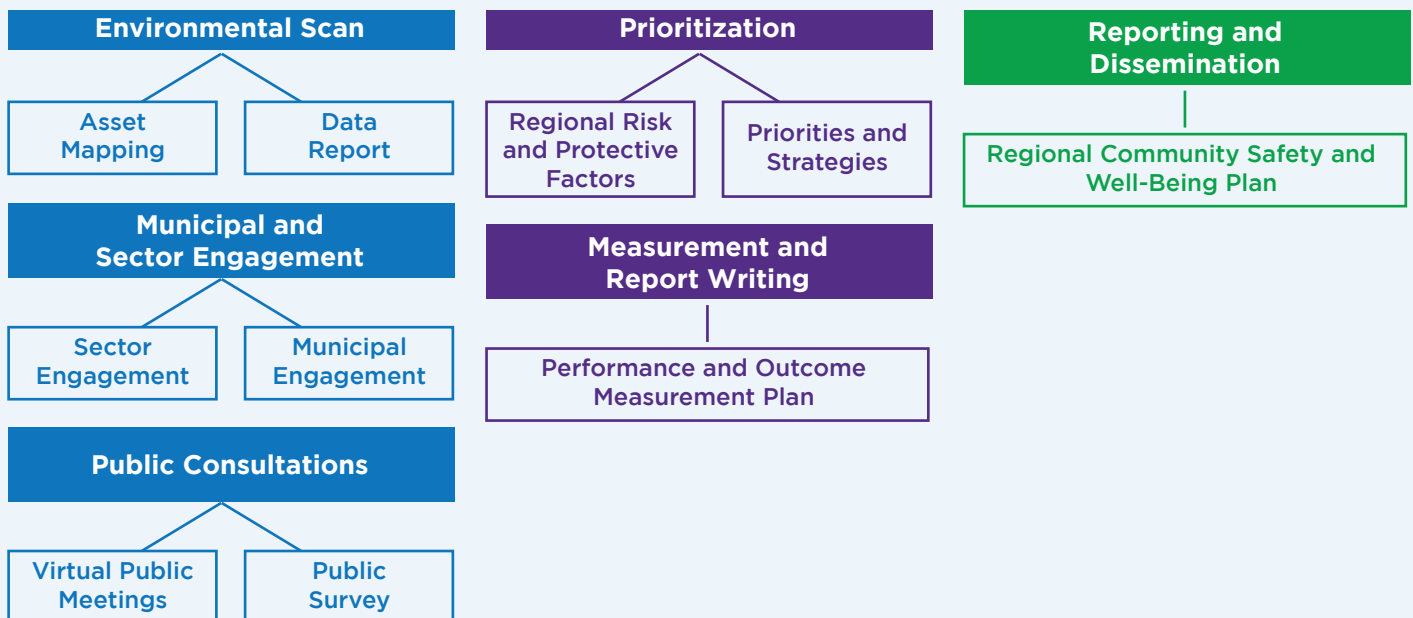 Environmental Scan
Asset
Mapping
Data
Report
Municipal and
Sector Engagement
Sector
Engagement
Municipal
Engagement
Public Consultations
Virtual Public
Meetings
Public
Survey
Prioritization
Regional Risk
and Protective
Factors
Priorities and
Strategies
Measurement and
Report Writing
Performance and Outcome
Measurement Plan
Reporting and
Dissemination
Regional Community Safety and
Well-Being Plan